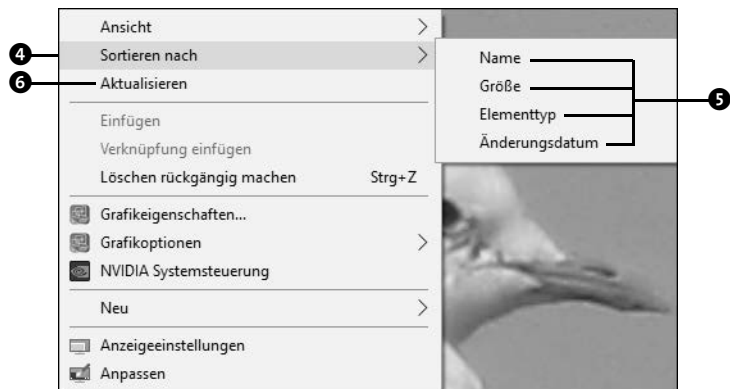 Ansicht
4 Sortieren nach
6 Aktualisieren
Einfügen
Verknüpfung einfügen
Löschen rückgängig machen Strg+Z
Grafikeigenschaften...
Grafikoptionen
NVIDIA Systemsteuerung
Neu
Anzeigeeinstellungen
Anpassen
Name
Größe
Elementtyp
Änderungsdatum
5